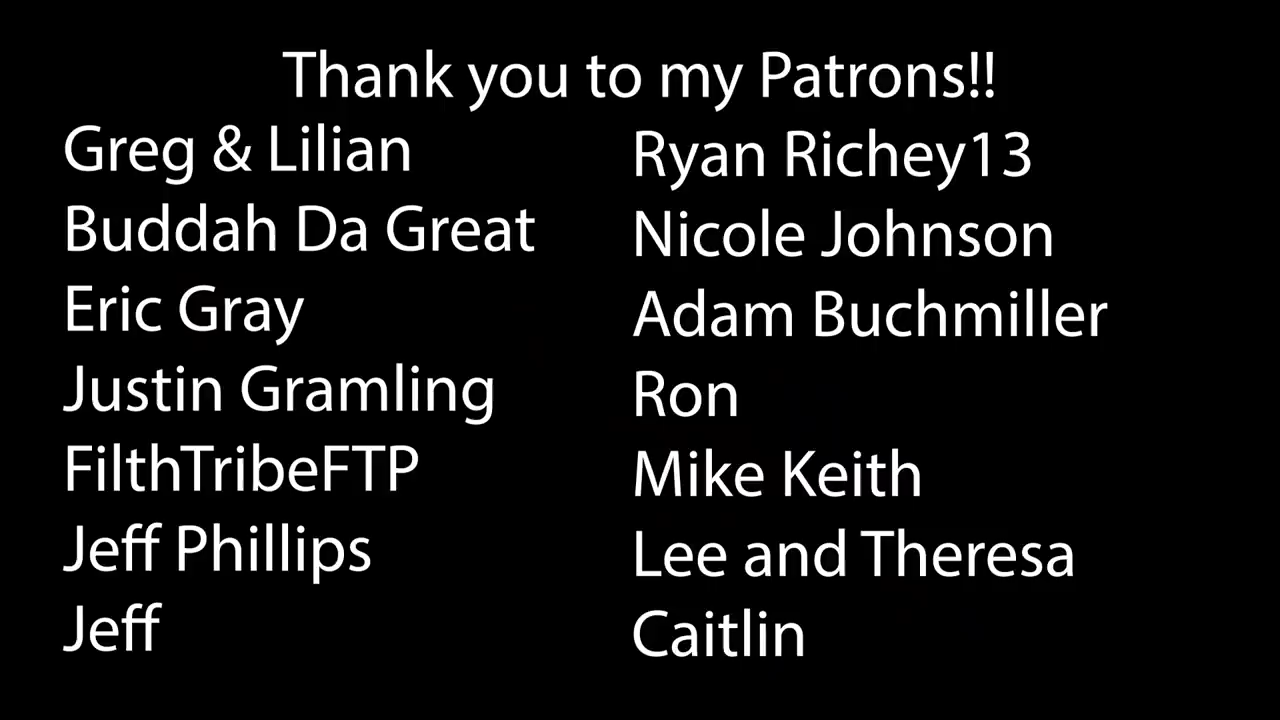 Thank you to my Patrons!!
Greg & Lilian
Buddah Da Great
Eric Gray
Justin Gramling
FilthTribeFTP
Jeff Phillips
Jeff
Ryan Richey13
Nicole Johnson
Adam Buchmiller
Ron
Mike Keith
Lee and Theresa
Caitlin